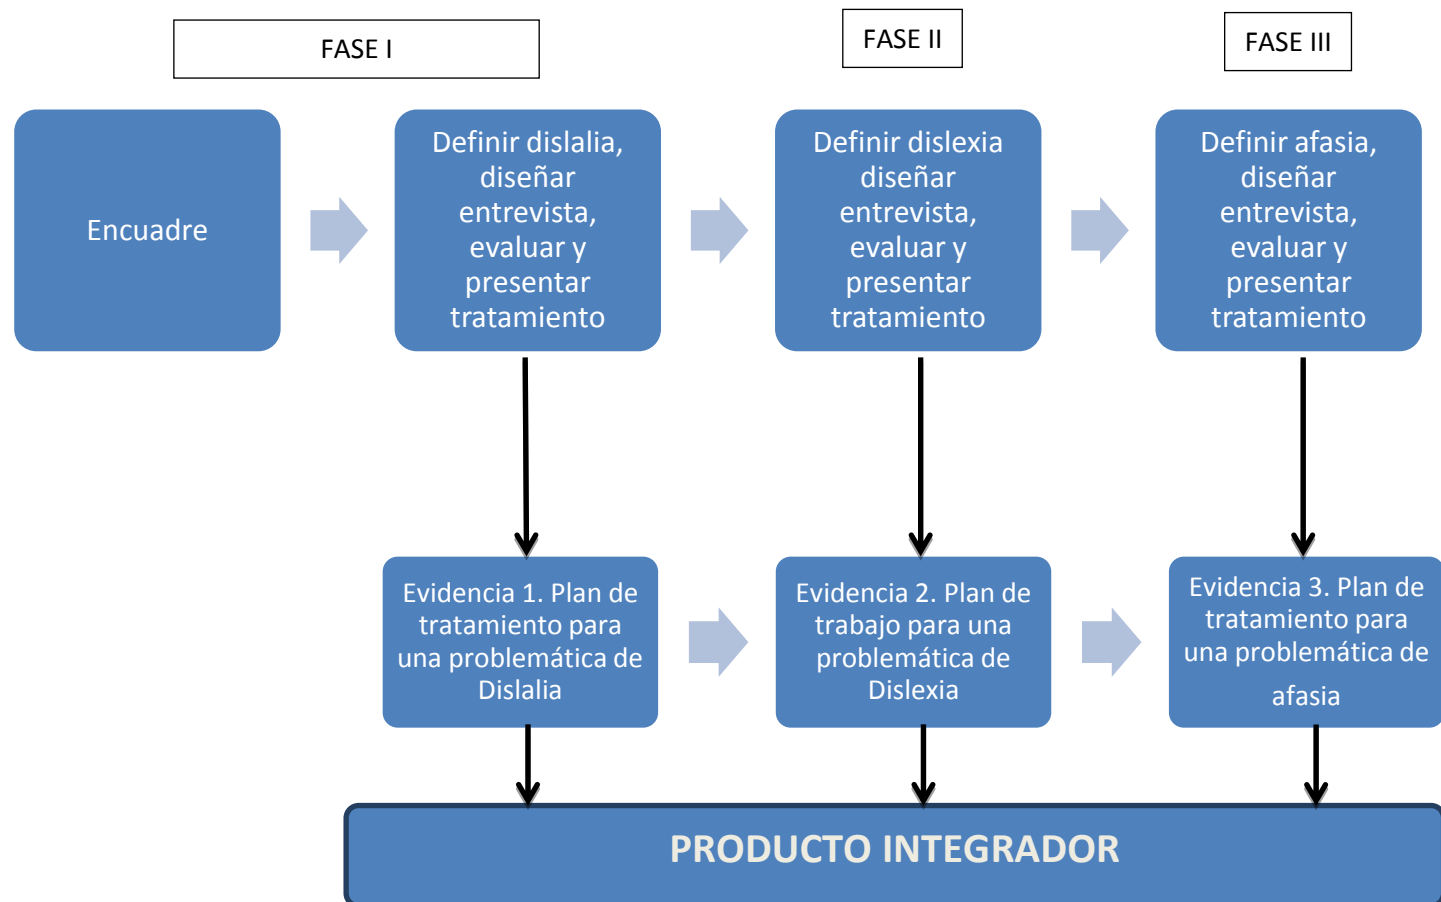 FASE I
FASE II
FASE III
Encuadre
Definir dislalia,
diseñar
entrevista,
evaluar y
presentar
tratamiento
Definir dislexia
diseñar
entrevista,
evaluar y
presentar
tratamiento
Definir afasia,
diseñar
entrevista,
evaluar y
presentar
tratamiento
Evidencia 1. Plan de
tratamiento para
una problemática de
Dislalia
Evidencia 2. Plan de
trabajo para una
problemática de
Dislexia
Evidencia 3. Plan de
tratamiento para
una problemática de
afasia
PRODUCTO INTEGRADOR